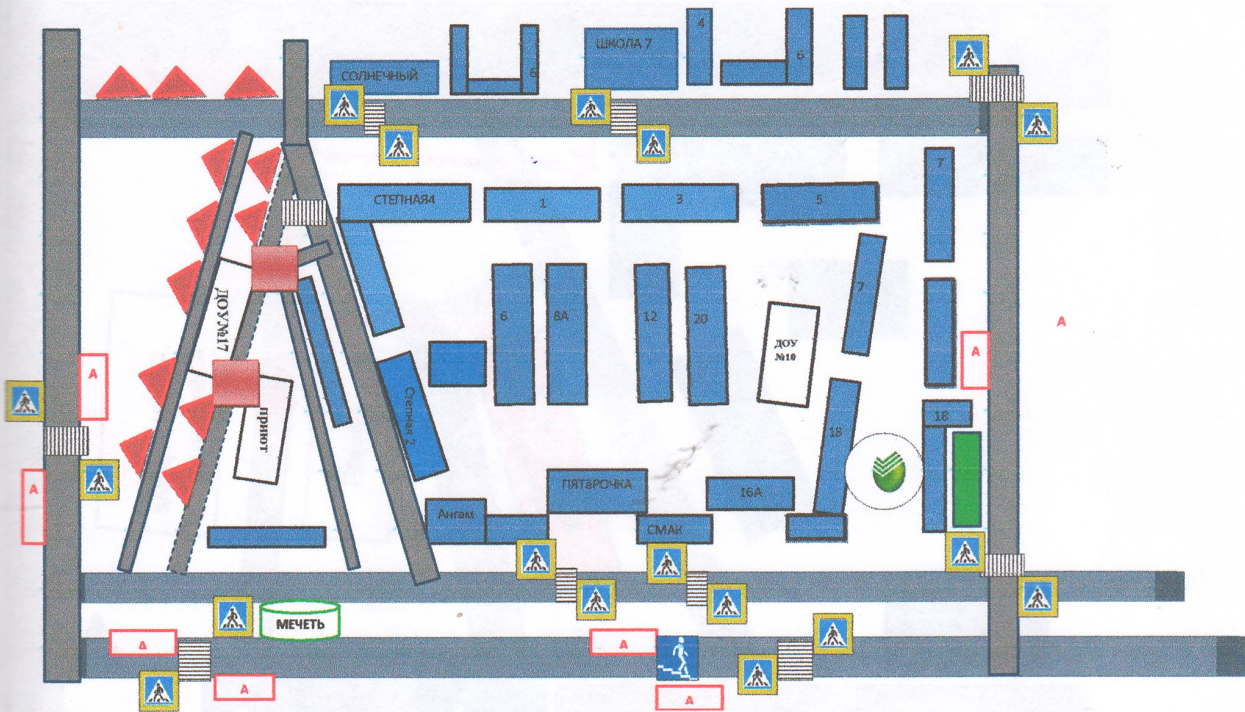 4
ШКОЛА 7
6
СОЛНЕЧНЫЙ
6
7
СТЕПНАЯ4
1
3
5
7
ДОУ№17
6
8А
12
20
ДОУ
№10
А
А
А
приют
Степная 2
18
18
А
ПЯТёРОЧКА
16А
Ангам
СМАК
МЕЧЕТЬ
А
А
А
А